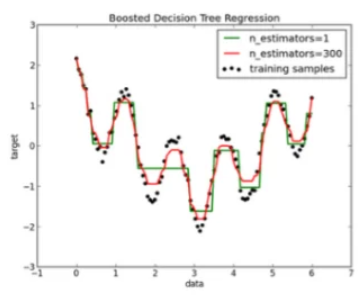 Boosted Decision Tree Regression
n_estimators=1
n_estimators=300
training samples
target
3
2
1
0
−1
−2
−3
−1 0 1 2 3 4 5 6 7
data